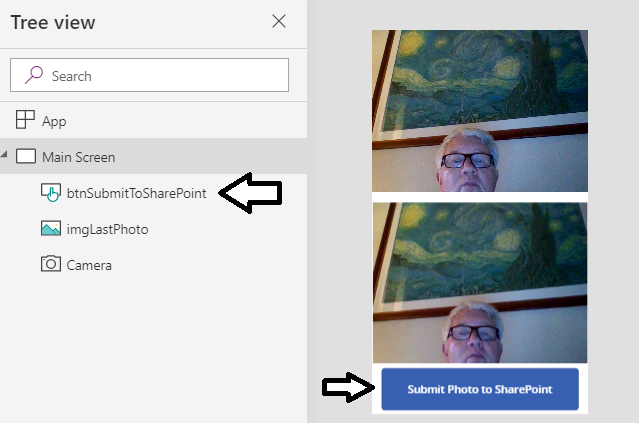 Tree view
Search
App
Main Screen
btnSubmitToSharePoint
imgLastPhoto
Camera
Submit Photo to SharePoint